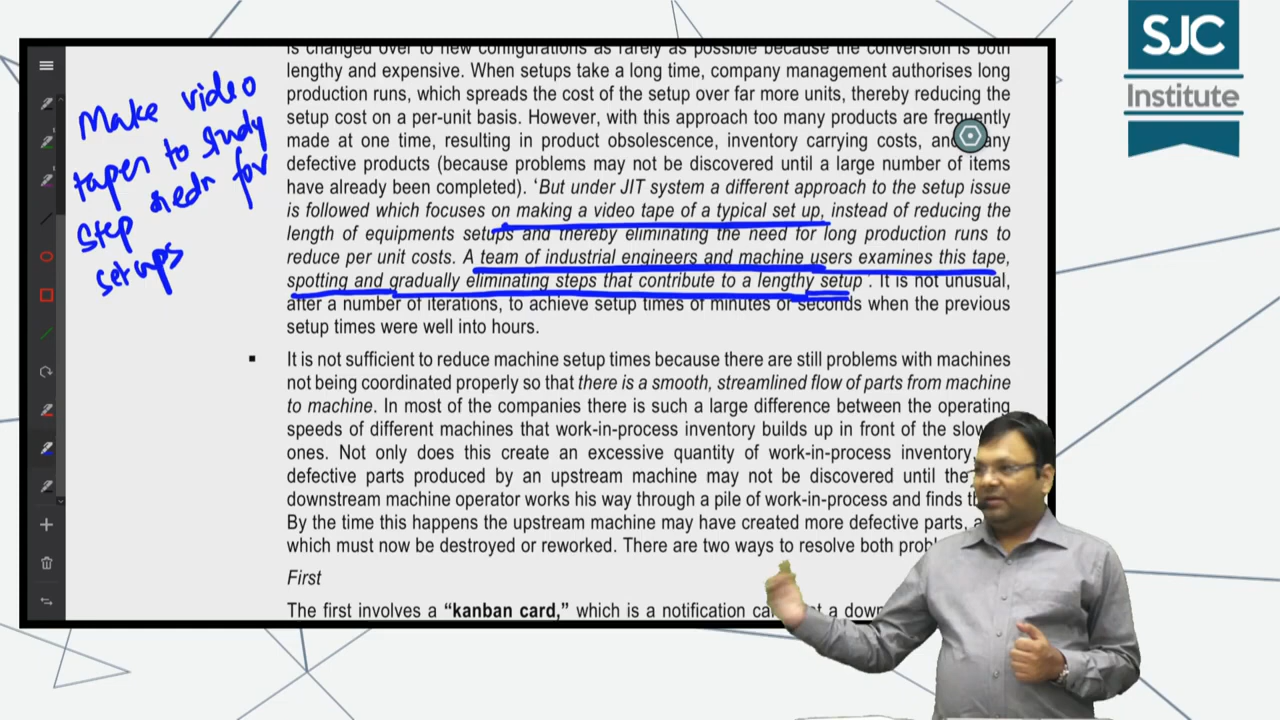 SJC
Institute
Make video
tapes to study
step needn for
setups
is changed over to new configurations as rarely as possible because the conversion is both
lengthy and expensive. When setups take a long time, company management authorises long
production runs, which spreads the cost of the setup over far more units, thereby reducing the
setup cost on a per-unit basis. However, with this approach too many products are frequently
made at one time, resulting in product obsolescence, inventory carrying costs, and any
defective products (because problems may not be discovered until a large number of items
have already been completed). ‘But under JIT system a different approach to the setup issue
is followed which focuses on making a video tape of a typical set up, instead of reducing the
length of equipments setups and thereby eliminating the need for long production runs to
reduce per unit costs. A team of industrial engineers and machine users examines this tape,
spotting and gradually eliminating steps that contribute to a lengthy setup’. It is not unusual,
after a number of iterations, to achieve setup times of minutes or seconds when the previous
setup times were well into hours.
▪ It is not sufficient to reduce machine setup times because there are still problems with machines
not being coordinated properly so that there is a smooth, streamlined flow of parts from machine
to machine. In most of the companies there is such a large difference between the operating
speeds of different machines that work-in-process inventory builds up in front of the
ones. Not only does this create an excessive quantity of work-in-process inventory,
defective parts produced by an upstream machine may not be discovered until the
downstream machine operator works his way through a pile of work-in-process and finds
By the time this happens the upstream machine may have created more defective parts,
which must now be destroyed or reworked. There are two ways to resolve both
First
The first involves a “kanban card,” which is a notification a